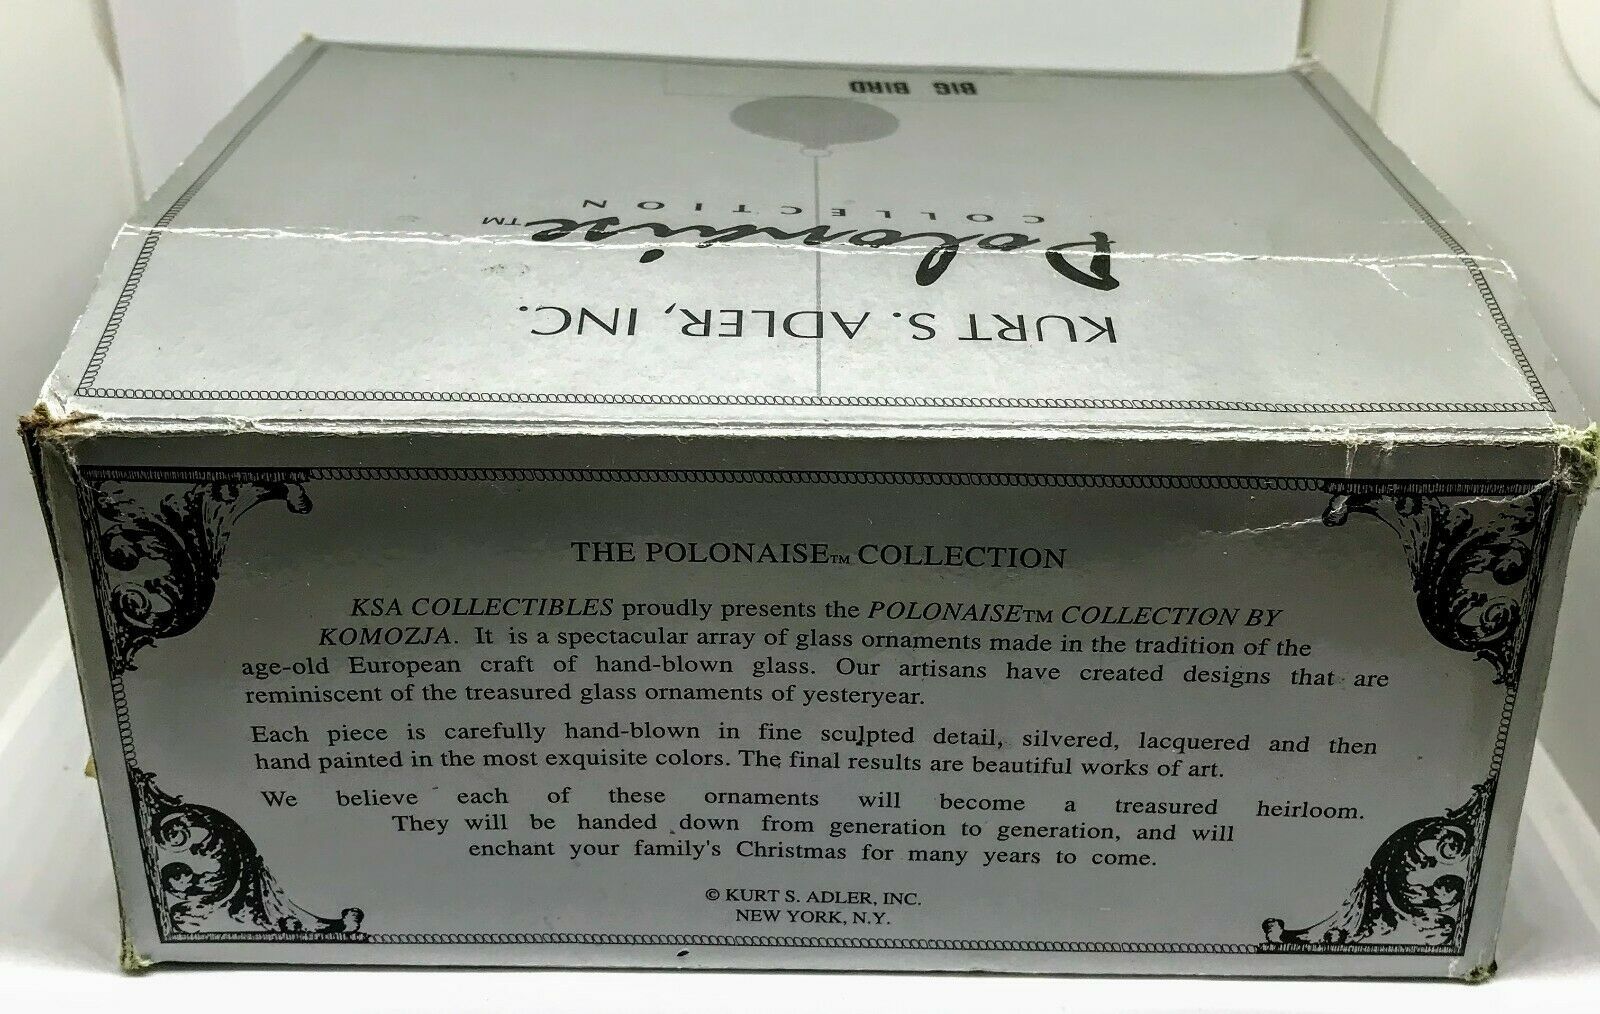 BIG BIRD
COLLECTION
Polonaise™
KURT S. ADLER, INC.
THE POLONAISE™ COLLECTION
KSA COLLECTIBLES proudly presents the POLONAISE™ COLLECTION BY
KOMOZJA. It is a spectacular array of glass ornaments made in the tradition of the
age-old European craft of hand-blown glass. Our artisans have created designs that are
reminiscent of the treasured glass ornaments of yesteryear.
Each piece is carefully hand-blown in fine sculpted detail, silvered, lacquered and then
hand painted in the most exquisite colors. The final results are beautiful works of art.
We believe each of these ornaments will become a treasured heirloom.
They will be handed down from generation to generation, and will
enchant your family's Christmas for many years to come.
© KURT S. ADLER, INC.
NEW YORK, N.Y.